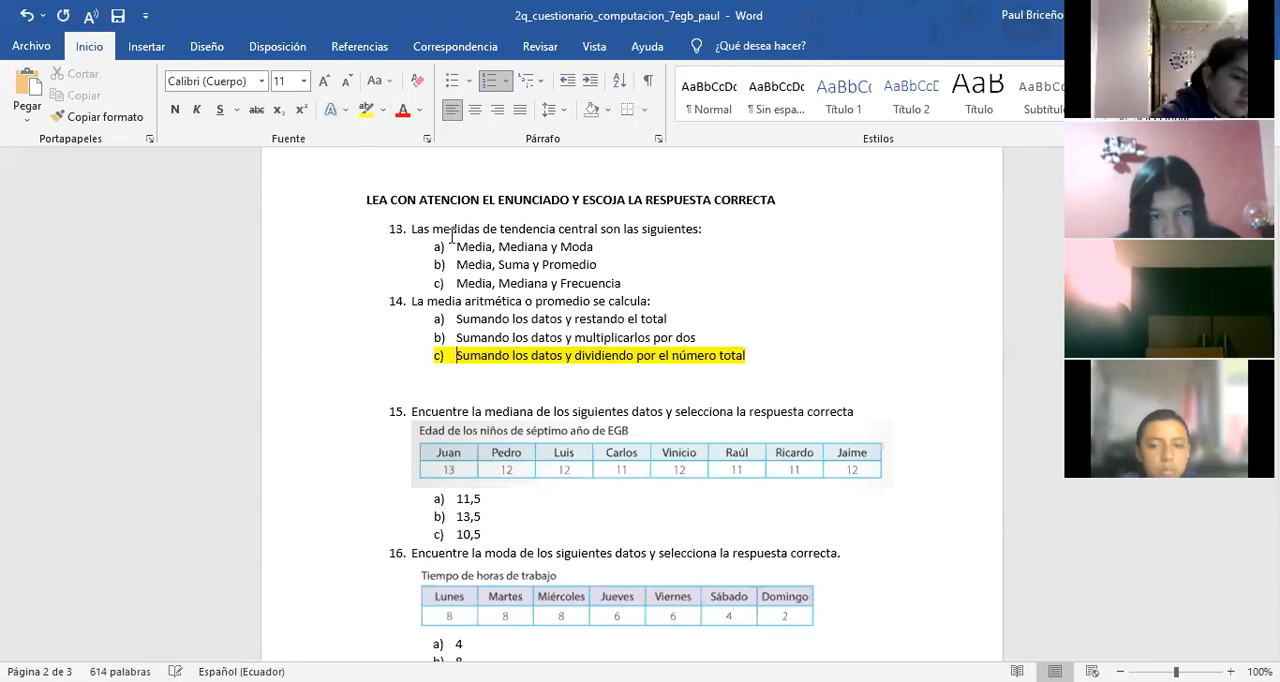 2q_cuestionario_computacion_7egb_paul - Word
Paul Briceño
Archivo Inicio Insertar Diseño Disposición Referencias Correspondencia Revisar Vista Ayuda ¿Qué desea hacer?
Pegar
Cortar
Copiar
Copiar formato
Portapapeles
Calibri (Cuerpo) 11
N K S abc x₂ x²
Fuente
Párrafo
AaBbCcDc AaBbCcDc AaBbCc AaBbCcE AaB AaBbCc
¶ Normal ¶ Sin espa... Título 1 Título 2 Título Subtítul
Estilos
LEA CON ATENCION EL ENUNCIADO Y ESCOJA LA RESPUESTA CORRECTA
13. Las medidas de tendencia central son las siguientes:
a) Media, Mediana y Moda
b) Media, Suma y Promedio
c) Media, Mediana y Frecuencia
14. La media aritmética o promedio se calcula:
a) Sumando los datos y restando el total
b) Sumando los datos y multiplicarlos por dos
c) Sumando los datos y dividiendo por el número total
15. Encuentre la mediana de los siguientes datos y selecciona la respuesta correcta
Edad de los niños de séptimo año de EGB
Juan Pedro Luis Carlos Vinicio Raúl Ricardo Jaime
13 12 12 11 12 11 11 12
a) 11,5
b) 13,5
c) 10,5
16. Encuentre la moda de los siguientes datos y selecciona la respuesta correcta.
Tiempo de horas de trabajo
Lunes Martes Miércoles Jueves Viernes Sábado Domingo
8 8 8 6 6 4 2
a) 4
b) 8
Página 2 de 3 614 palabras Español (Ecuador) 100%